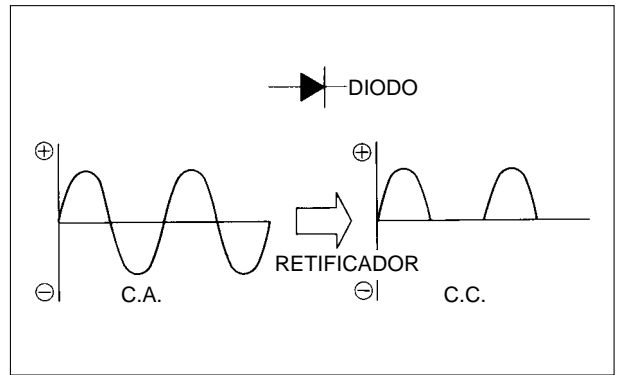 DIODO
⊕
⊕
RETIFICADOR
⊖
C.A.
⊖
C.C.